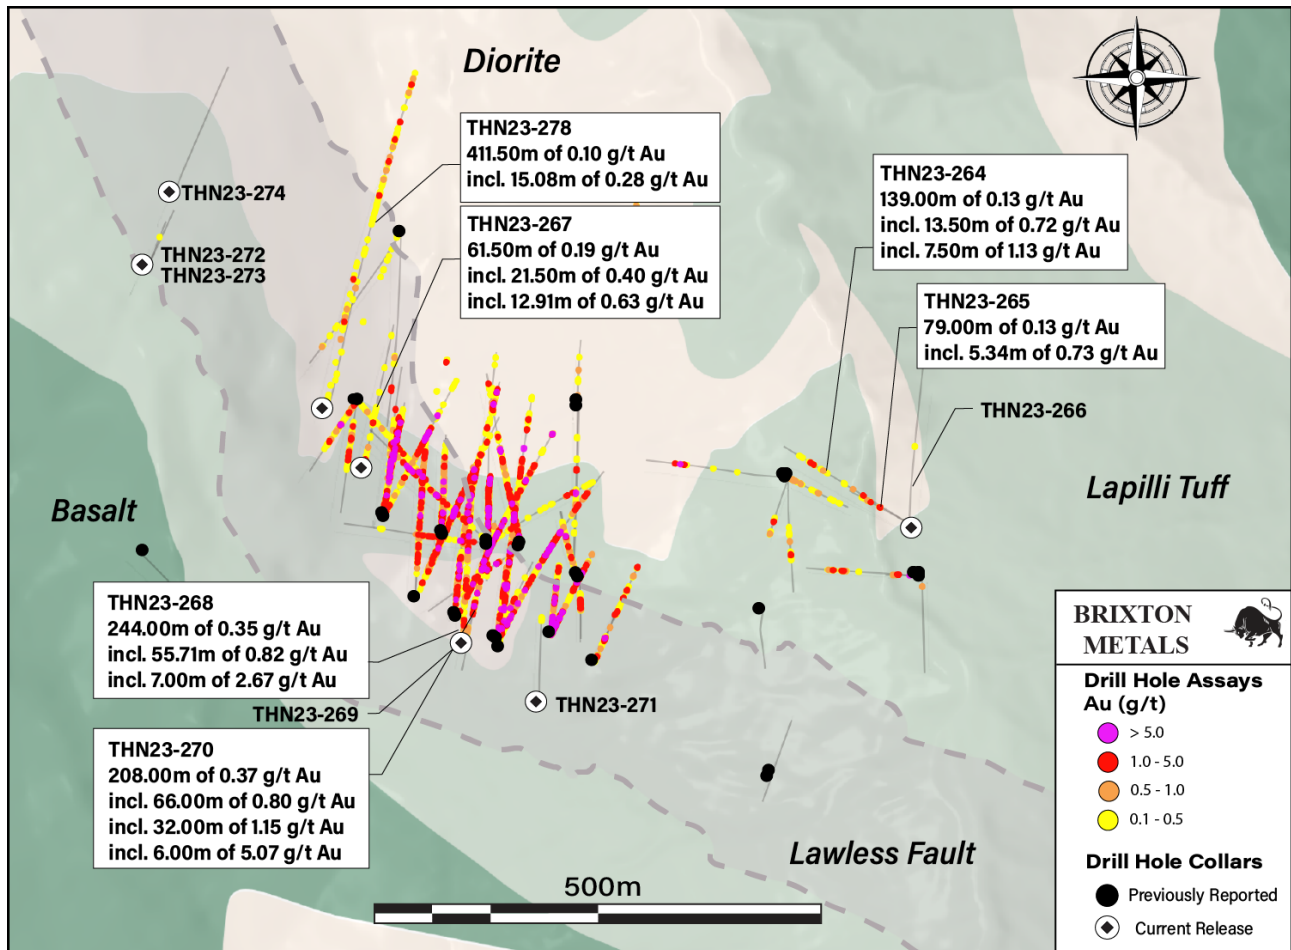 Diorite
THN23-278
411.50m of 0.10 g/t Au
incl. 15.08m of 0.28 g/t Au
THN23-264
139.00m of 0.13 g/t Au
incl. 13.50m of 0.72 g/t Au
incl. 7.50m of 1.13 g/t Au
THN23-274
THN23-267
61.50m of 0.19 g/t Au
incl. 21.50m of 0.40 g/t Au
incl. 12.91m of 0.63 g/t Au
THN23-272
THN23-273
THN23-265
79.00m of 0.13 g/t Au
incl. 5.34m of 0.73 g/t Au
THN23-266
Lapilli Tuff
Basalt
THN23-268
244.00m of 0.35 g/t Au
incl. 55.71m of 0.82 g/t Au
incl. 7.00m of 2.67 g/t Au
THN23-269
THN23-271
THN23-270
208.00m of 0.37 g/t Au
incl. 66.00m of 0.80 g/t Au
incl. 32.00m of 1.15 g/t Au
incl. 6.00m of 5.07 g/t Au
Lawless Fault
500m
BRIXTON
METALS
Drill Hole Assays
Au (g/t)
> 5.0
1.0 - 5.0
0.5 - 1.0
0.1 - 0.5
Drill Hole Collars
Previously Reported
Current Release